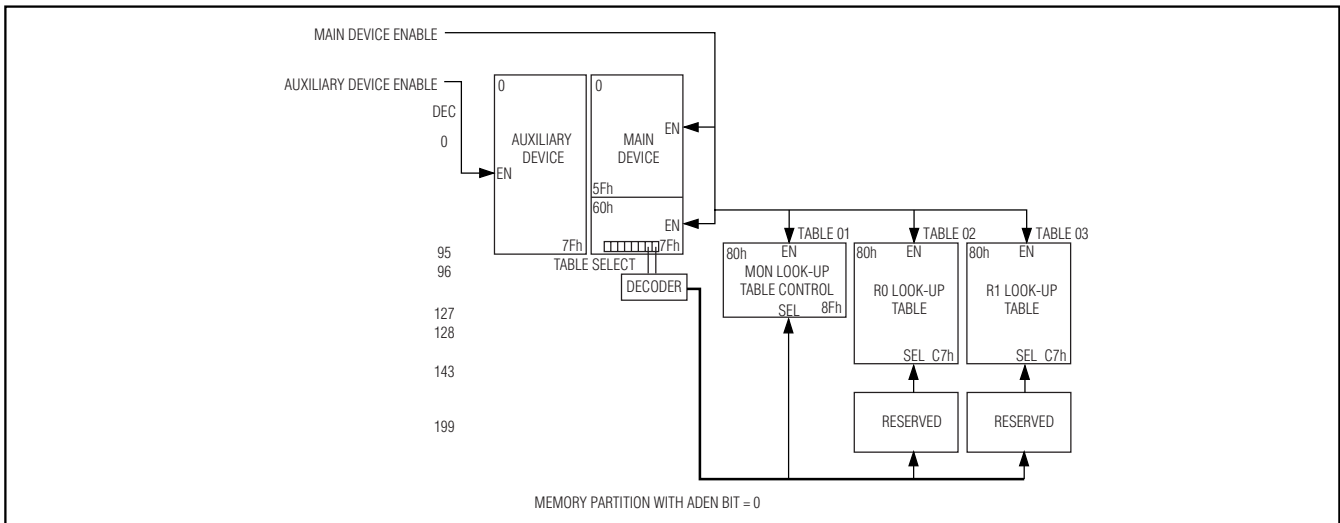 MAIN DEVICE ENABLE
AUXILIARY DEVICE ENABLE
DEC
0
95
96
127
128
143
199
0
AUXILIARY
DEVICE
EN
7Fh
0
EN
MAIN
DEVICE
5Fh
60h
EN
7Fh
TABLE SELECT
DECODER
TABLE 01
80h
EN
MON LOOK-UP
TABLE CONTROL
SEL
8Fh
TABLE 02
80h
EN
R0 LOOK-UP
TABLE
SEL C7h
RESERVED
TABLE 03
80h
EN
R1 LOOK-UP
TABLE
SEL C7h
RESERVED
MEMORY PARTITION WITH ADEN BIT = 0